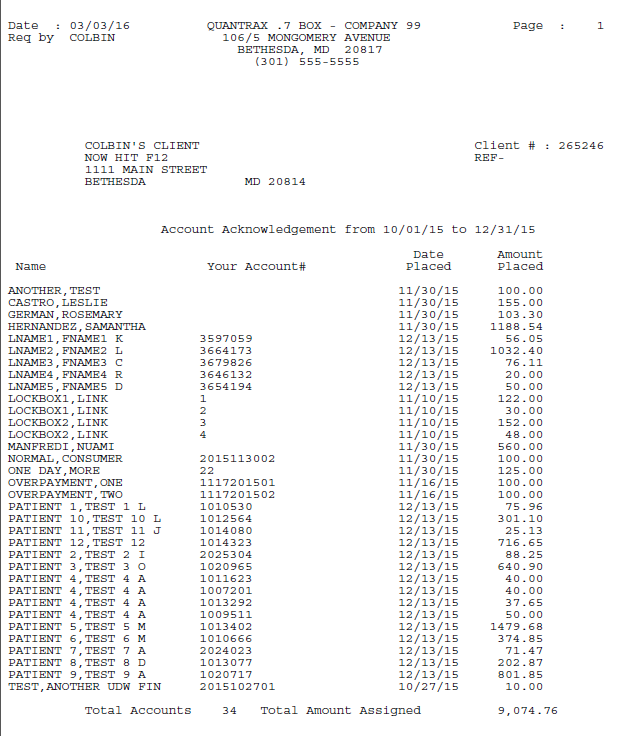 Date : 03/03/16 QUANTRAX .7 BOX - COMPANY 99 Page : 1
Req by COLBIN 106/5 MONGOMERY AVENUE
BETHESDA, MD 20817
(301) 555-5555
COLBIN'S CLIENT Client # : 265246
NOW HIT F12 REF-
1111 MAIN STREET
BETHESDA MD 20814
Account Acknowledgement from 10/01/15 to 12/31/15
Date Amount
Name Your Account# Placed Placed
ANOTHER,TEST 11/30/15 100.00
CASTRO,LESLIE 11/30/15 155.00
GERMAN,ROSEMARY 11/30/15 103.30
HERNANDEZ,SAMANTHA 11/30/15 1188.54
LNAME1,FNAME1 K 3597059 12/13/15 56.05
LNAME2,FNAME2 L 3664173 12/13/15 1032.40
LNAME3,FNAME3 C 3679826 12/13/15 76.11
LNAME4,FNAME4 R 3646132 12/13/15 20.00
LNAME5,FNAME5 D 3654194 12/13/15 50.00
LOCKBOX1,LINK 1 11/10/15 122.00
LOCKBOX1,LINK 2 11/10/15 30.00
LOCKBOX2,LINK 3 11/10/15 152.00
LOCKBOX2,LINK 4 11/10/15 48.00
MANFREDI,NUAMI 11/30/15 560.00
NORMAL,CONSUMER 2015113002 11/30/15 100.00
ONE DAY,MORE 22 11/30/15 125.00
OVERPAYMENT,ONE 1117201501 11/16/15 100.00
OVERPAYMENT,TWO 1117201502 11/16/15 100.00
PATIENT 1,TEST 1 L 1010530 12/13/15 75.96
PATIENT 10,TEST 10 L 1012564 12/13/15 301.10
PATIENT 11,TEST 11 J 1014080 12/13/15 25.13
PATIENT 12,TEST 12 1014323 12/13/15 716.65
PATIENT 2,TEST 2 I 2025304 12/13/15 88.25
PATIENT 3,TEST 3 O 1020965 12/13/15 640.90
PATIENT 4,TEST 4 A 1011623 12/13/15 40.00
PATIENT 4,TEST 4 A 1007201 12/13/15 40.00
PATIENT 4,TEST 4 A 1013292 12/13/15 37.65
PATIENT 4,TEST 4 A 1009511 12/13/15 50.00
PATIENT 5,TEST 5 M 1013402 12/13/15 1479.68
PATIENT 6,TEST 6 M 1010666 12/13/15 374.85
PATIENT 7,TEST 7 A 2024023 12/13/15 71.47
PATIENT 8,TEST 8 D 1013077 12/13/15 202.87
PATIENT 9,TEST 9 A 1020717 12/13/15 801.85
TEST,ANOTHER UDW FIN 2015102701 10/27/15 10.00
Total Accounts 34 Total Amount Assigned 9,074.76